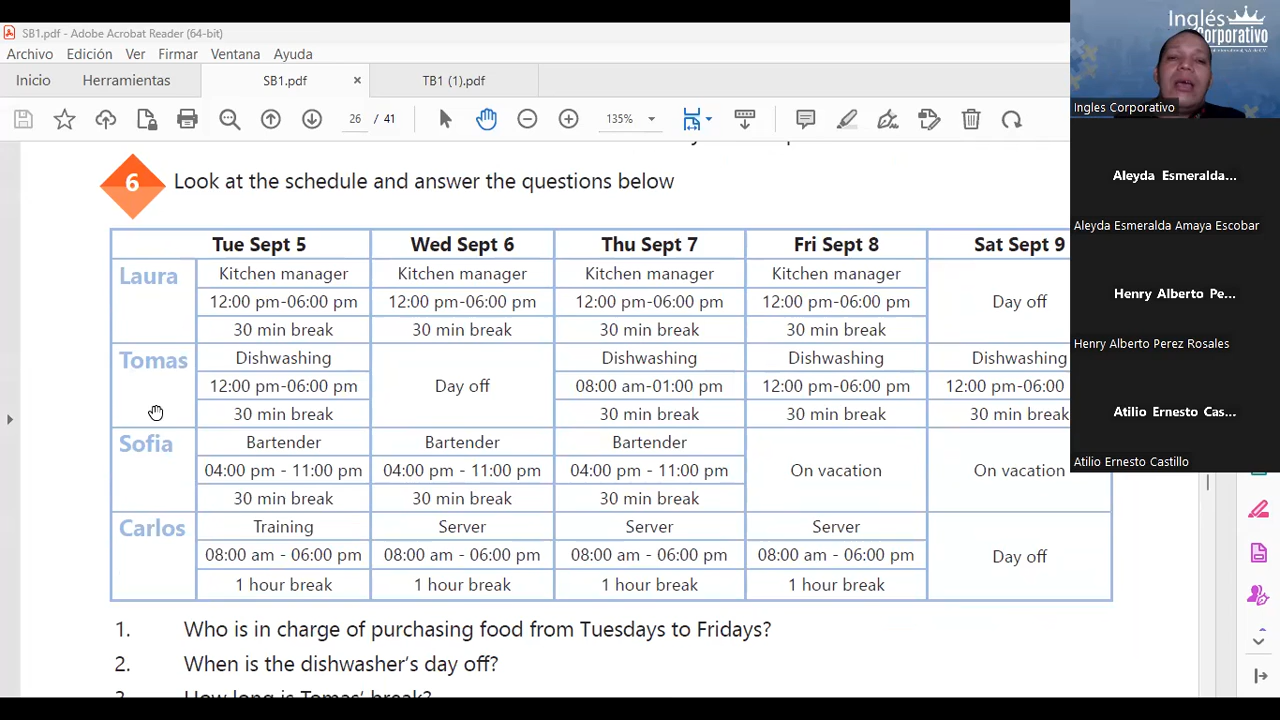 SB1.pdf - Adobe Acrobat Reader (64-bit)
Archivo Edición Ver Firmar Ventana Ayuda
Inicio Herramientas SB1.pdf × TB1 (1).pdf
26 / 41 135%
6 Look at the schedule and answer the questions below
Tue Sept 5 Wed Sept 6 Thu Sept 7 Fri Sept 8 Sat Sept 9
Laura Kitchen manager Kitchen manager Kitchen manager Kitchen manager
12:00 pm-06:00 pm 12:00 pm-06:00 pm 12:00 pm-06:00 pm 12:00 pm-06:00 pm Day off
30 min break 30 min break 30 min break 30 min break
Tomas Dishwashing Dishwashing Dishwashing Dishwashing
12:00 pm-06:00 pm Day off 08:00 am-01:00 pm 12:00 pm-06:00 pm 12:00 pm-06:00
30 min break 30 min break 30 min break 30 min break
Sofia Bartender Bartender Bartender
04:00 pm - 11:00 pm 04:00 pm - 11:00 pm 04:00 pm - 11:00 pm On vacation On vacation
30 min break 30 min break 30 min break
Carlos Training Server Server Server
08:00 am - 06:00 pm 08:00 am - 06:00 pm 08:00 am - 06:00 pm 08:00 am - 06:00 pm Day off
1 hour break 1 hour break 1 hour break 1 hour break
1. Who is in charge of purchasing food from Tuesdays to Fridays?
2. When is the dishwasher's day off?
3. How long is Tomas' break?
Inglés
Corporativo
Ingles Corporativo
Aleyda Esmeralda...
Aleyda Esmeralda Amaya Escobar
Henry Alberto Pe...
Henry Alberto Perez Rosales
Atilio Ernesto Cas...
Atilio Ernesto Castillo